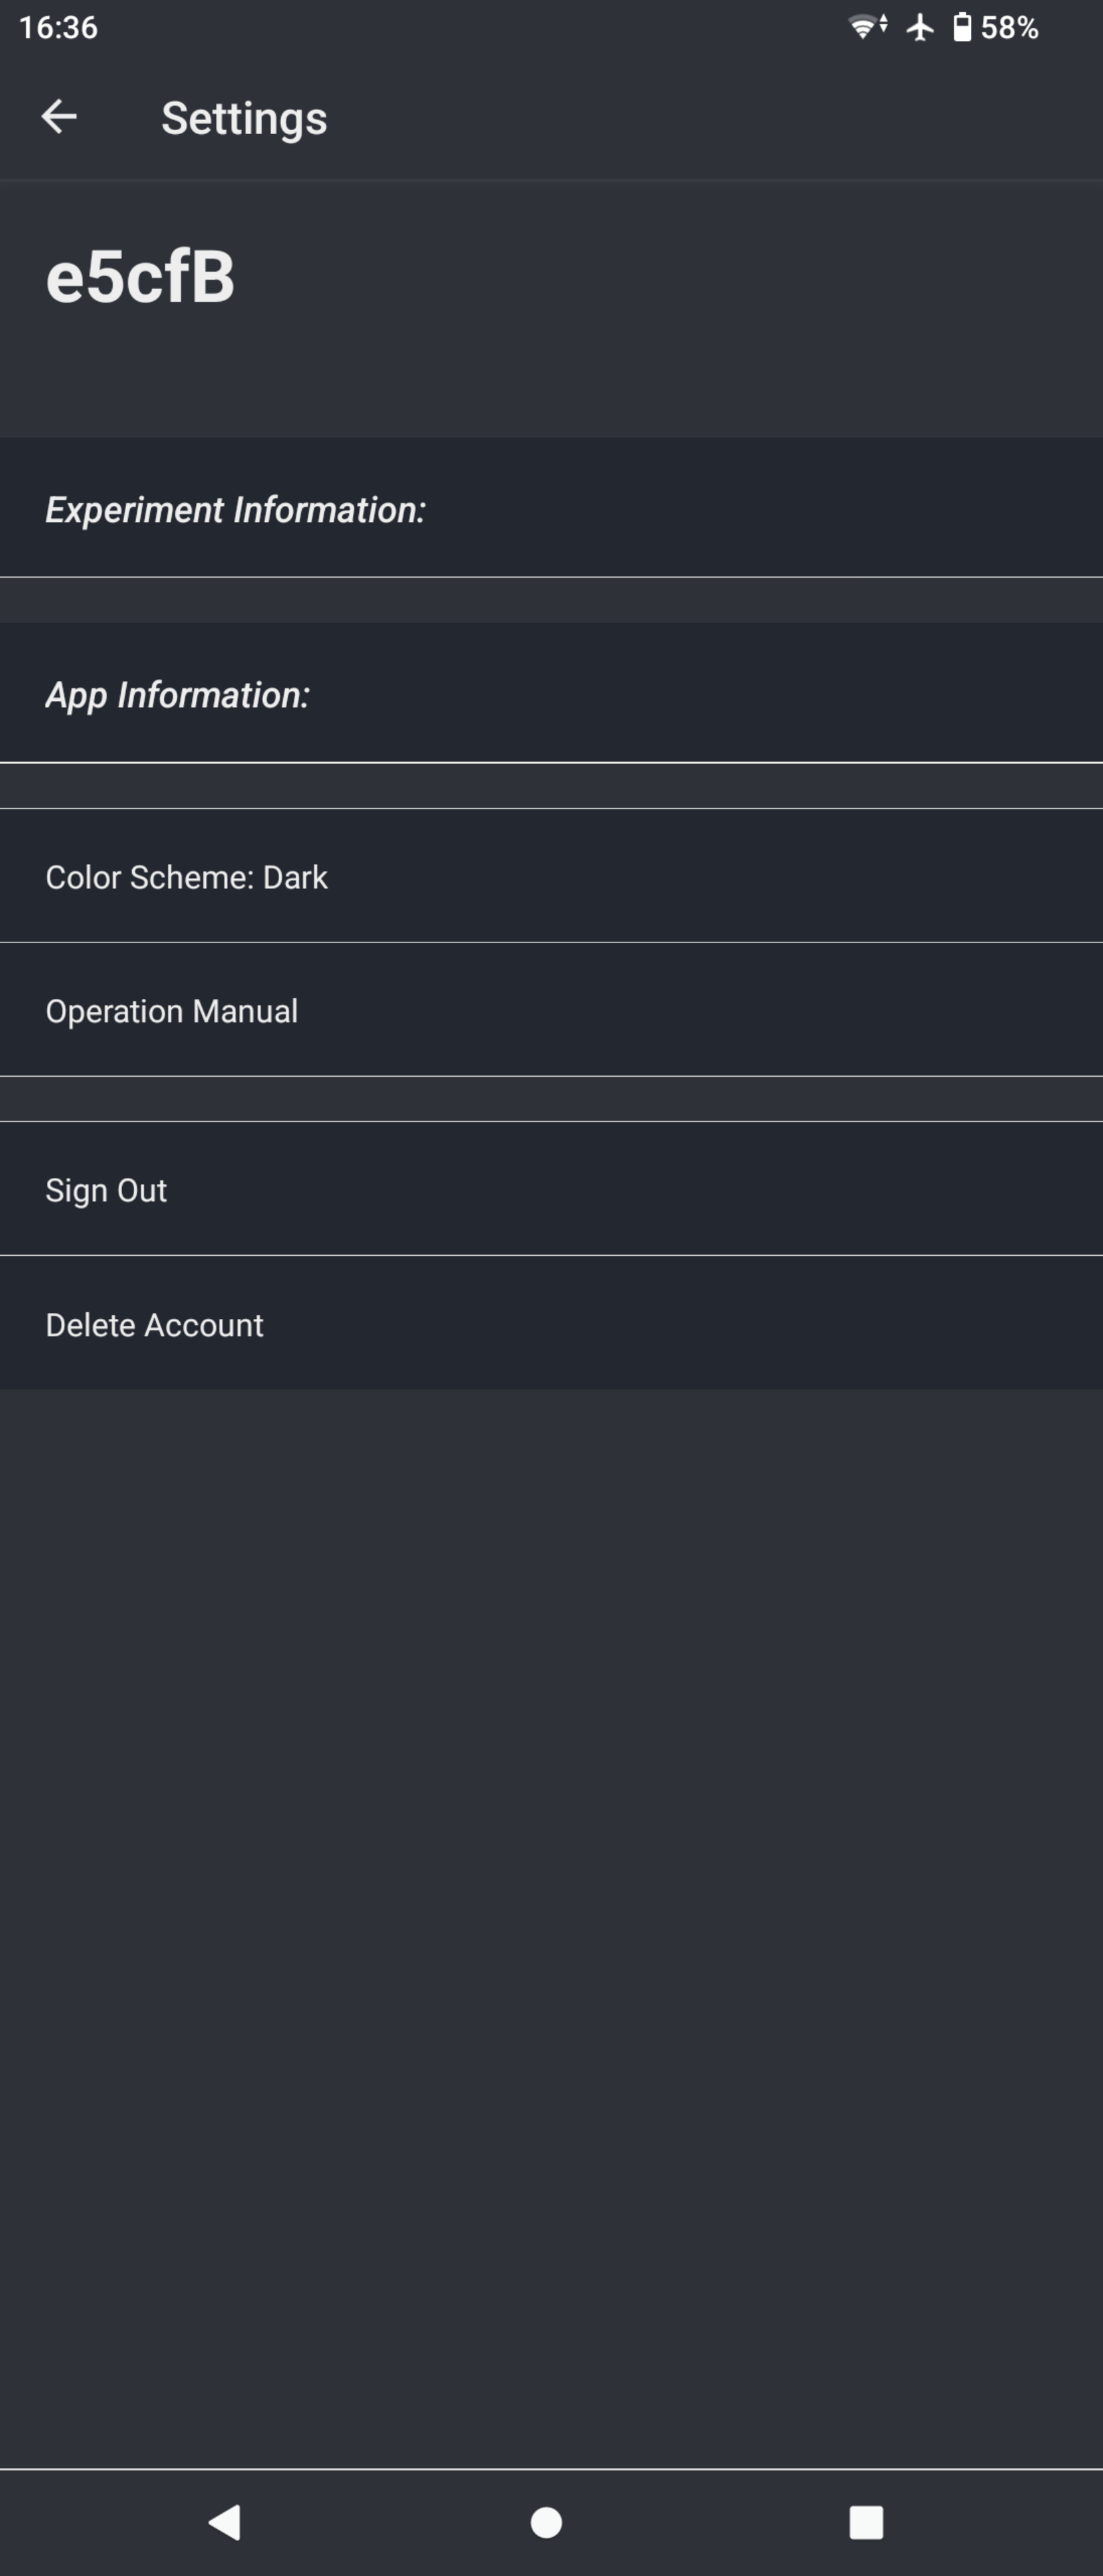 16:36 58%
Settings
e5cfB
Experiment Information:
App Information:
Color Scheme: Dark
Operation Manual
Sign Out
Delete Account